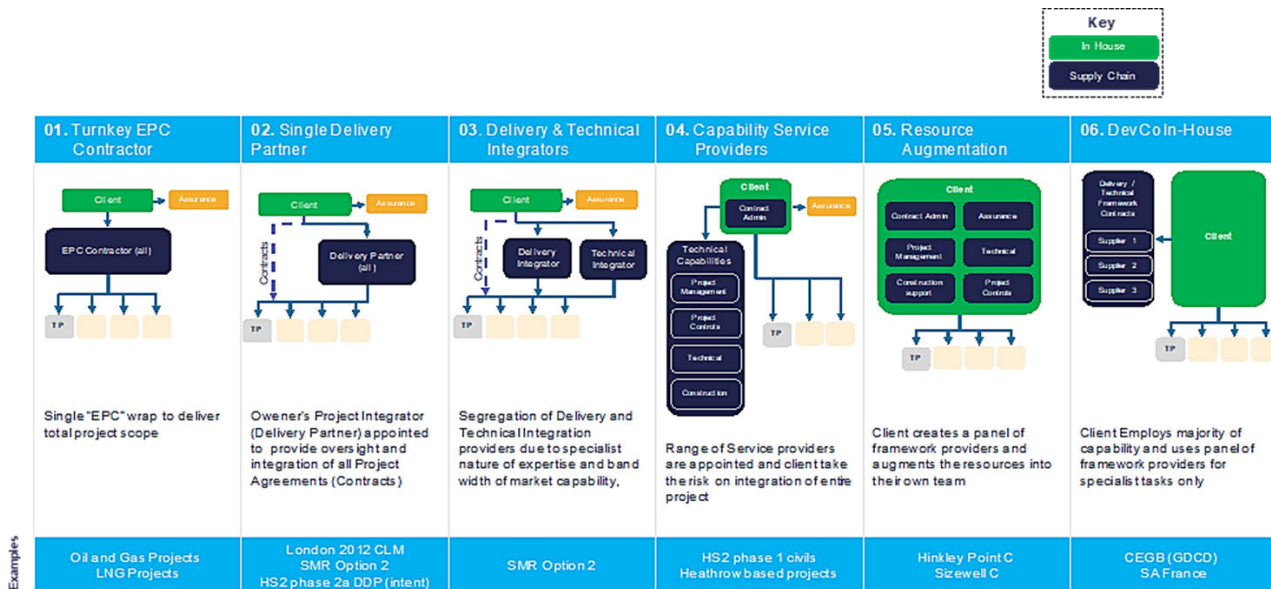 Key
In House
Supply Chain
01. Turnkey EPC
Contractor
Client
Assurance
EPC Contractor (all)
TP
Single "EPC" wrap to deliver
total project scope
Oil and Gas Projects
LNG Projects
02. Single Delivery
Partner
Client
Assurance
Contracts
Delivery Partner
(all)
TP
Owener's Project Integrator
(Delivery Partner) appointed
to provide oversight and
integration of all Project
Agreements (Contracts)
London 2012 CLM
SMR Option 2
HS2 phase 2a DDP (intent)
03. Delivery & Technical
Integrators
Client
Assurance
Contracts
Delivery
Integrator
Technical
Integrator
TP
Segregation of Delivery and
Technical Integration
providers due to specialist
nature of expertise and band
width of market capability,
SMR Option 2
04. Capability Service
Providers
Client
Contract
Admin
Assurance
Technical
Capabilities
Project
Management
Project
Controls
Technical
Construction
TP
Range of Service providers
are appointed and client take
the risk on integration of entire
project
HS2 phase 1 civils
Heathrow based projects
05. Resource
Augmentation
Client
Contract Admin
Assurance
Project
Management
Technical
Construction
support
Project
Controls
TP
Client creates a panel of
framework providers and
augments the resources into
their own team
Hinkley Point C
Sizewell C
06. DevCo In-House
Delivery /
Technical
Framework
Contracts
Supplier 1
Supplier 2
Supplier 3
Client
TP
Client Employs majority of
capability and uses panel of
framework providers for
specialist tasks only
CEGB (GDCD)
SA France
Examples